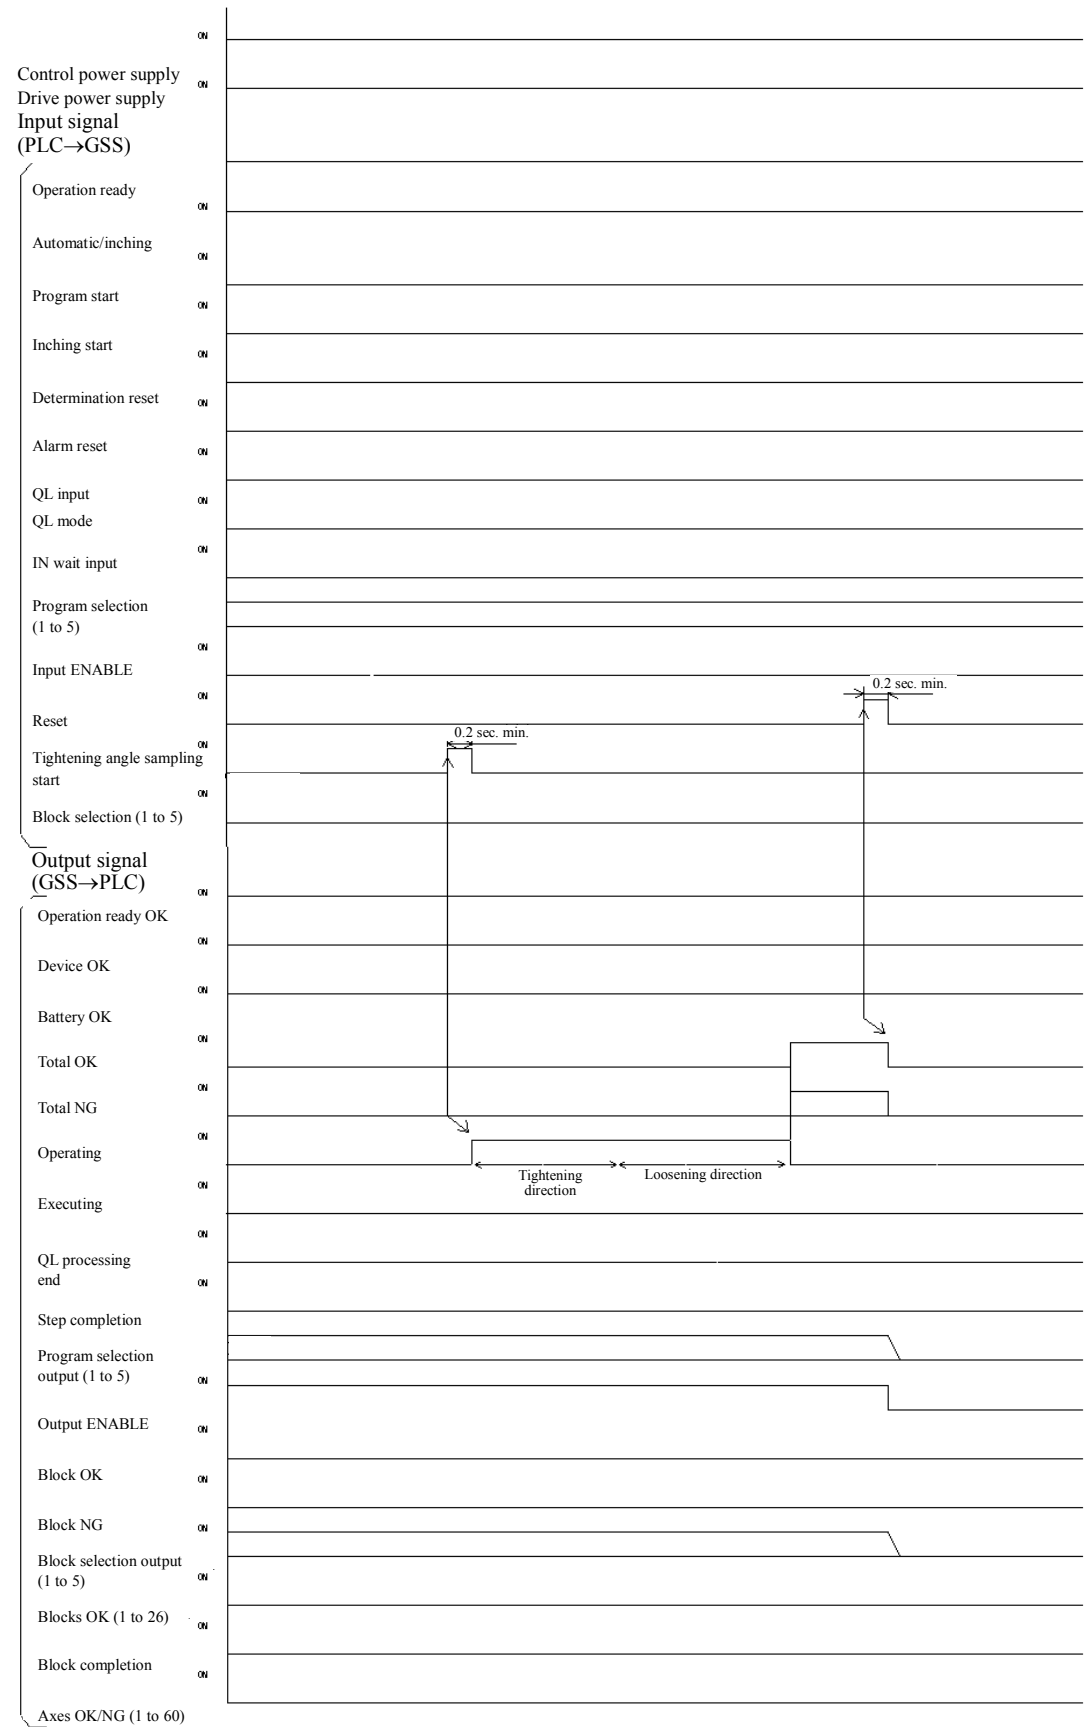 ON
Control power supply
ON
Drive power supply
Input signal
(PLC→GSS)
Operation ready
ON
Automatic/inching
ON
Program start
ON
Inching start
ON
Determination reset
ON
Alarm reset
ON
QL input
ON
QL mode
ON
IN wait input
Program selection
(1 to 5)
ON
Input ENABLE
0.2 sec. min.
ON
Reset
0.2 sec. min.
ON
Tightening angle sampling
start
ON
Block selection (1 to 5)
Output signal
(GSS→PLC)
ON
Operation ready OK
ON
Device OK
ON
Battery OK
ON
Total OK
ON
Total NG
ON
Operating
Tightening
direction
Loosening direction
ON
Executing
ON
QL processing
end
ON
Step completion
Program selection
output (1 to 5)
ON
Output ENABLE
ON
Block OK
ON
Block NG
ON
Block selection output
(1 to 5)
ON
Blocks OK (1 to 26)
ON
Block completion
ON
Axes OK/NG (1 to 60)